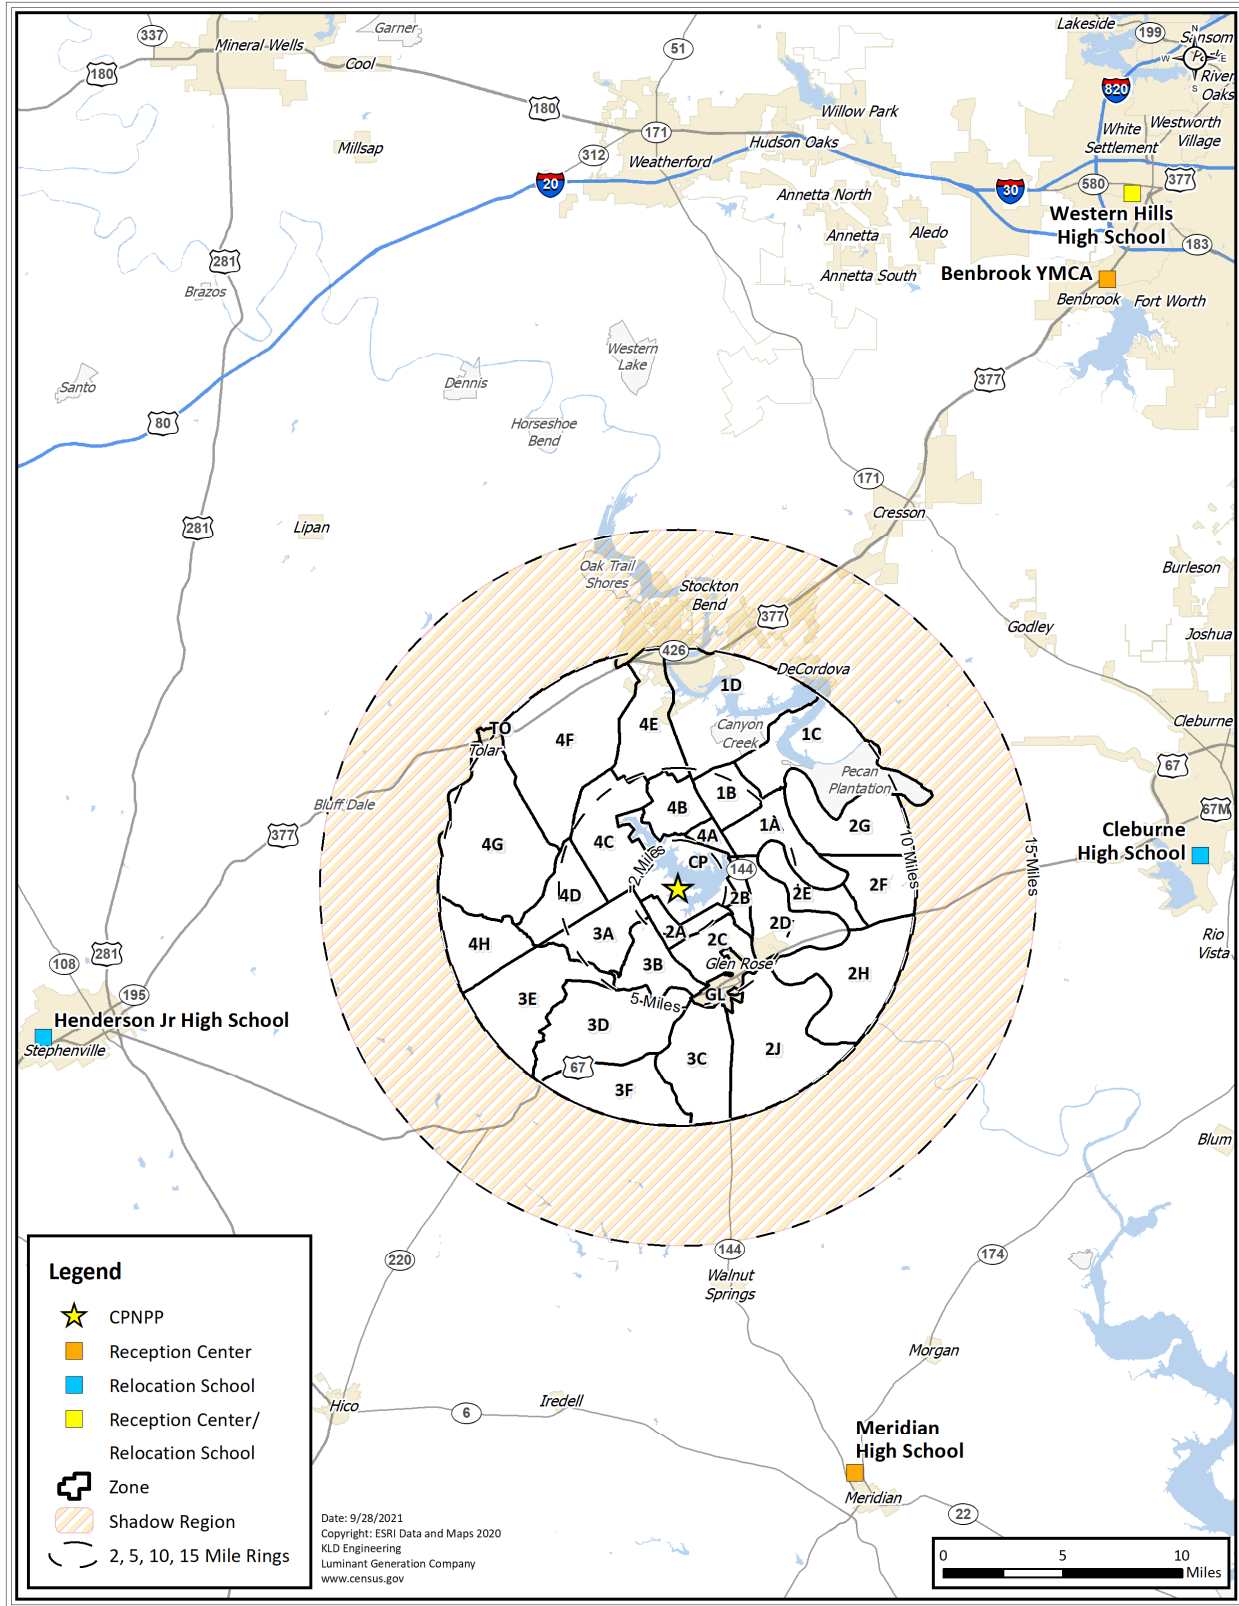 Lakeside
199
N
Sansom
Park
W
E
S
River
Oaks
337
Garner
Mineral Wells
51
Cool
180
820
180
Willow Park
White
Settlement
Westworth
Village
171
Hudson Oaks
Millsap
312
Weatherford
20
30
580
377
Annetta North
Western Hills
High School
Annetta
Aledo
183
281
Annetta South
Benbrook YMCA
Brazos
Benbrook
Fort Worth
Western
Lake
Santo
Dennis
377
80
Horseshoe
Bend
171
Cresson
281
Lipan
Oak Trail
Shores
Stockton
Bend
Burleson
377
Godley
Joshua
426
DeCordova
1D
TO
4F
4E
Canyon
Creek
1C
Cleburne
Tolar
67
Pecan
Plantation
1B
Bluff Dale
4B
67M
377
1A
2G
4A
Cleburne
High School
4G
4C
2 Miles
CP
10 Miles
15 Miles
144
4D
2B
2E
2F
2D
3A
2A
2C
4H
Rio
Vista
281
108
3B
Glen Rose
2H
195
3E
5 Miles
GL
Henderson Jr High School
3D
Stephenville
3C
2J
67
3F
Blum
144
220
174
Walnut
Springs
Legend
CPNPP
Reception Center
Relocation School
Reception Center/
Relocation School
Zone
Shadow Region
2, 5, 10, 15 Mile Rings
Morgan
Hico
6
Iredell
Meridian
High School
Meridian
22
Date: 9/28/2021
Copyright: ESRI Data and Maps 2020
KLD Engineering
Luminant Generation Company
www.census.gov
0
5
10
Miles